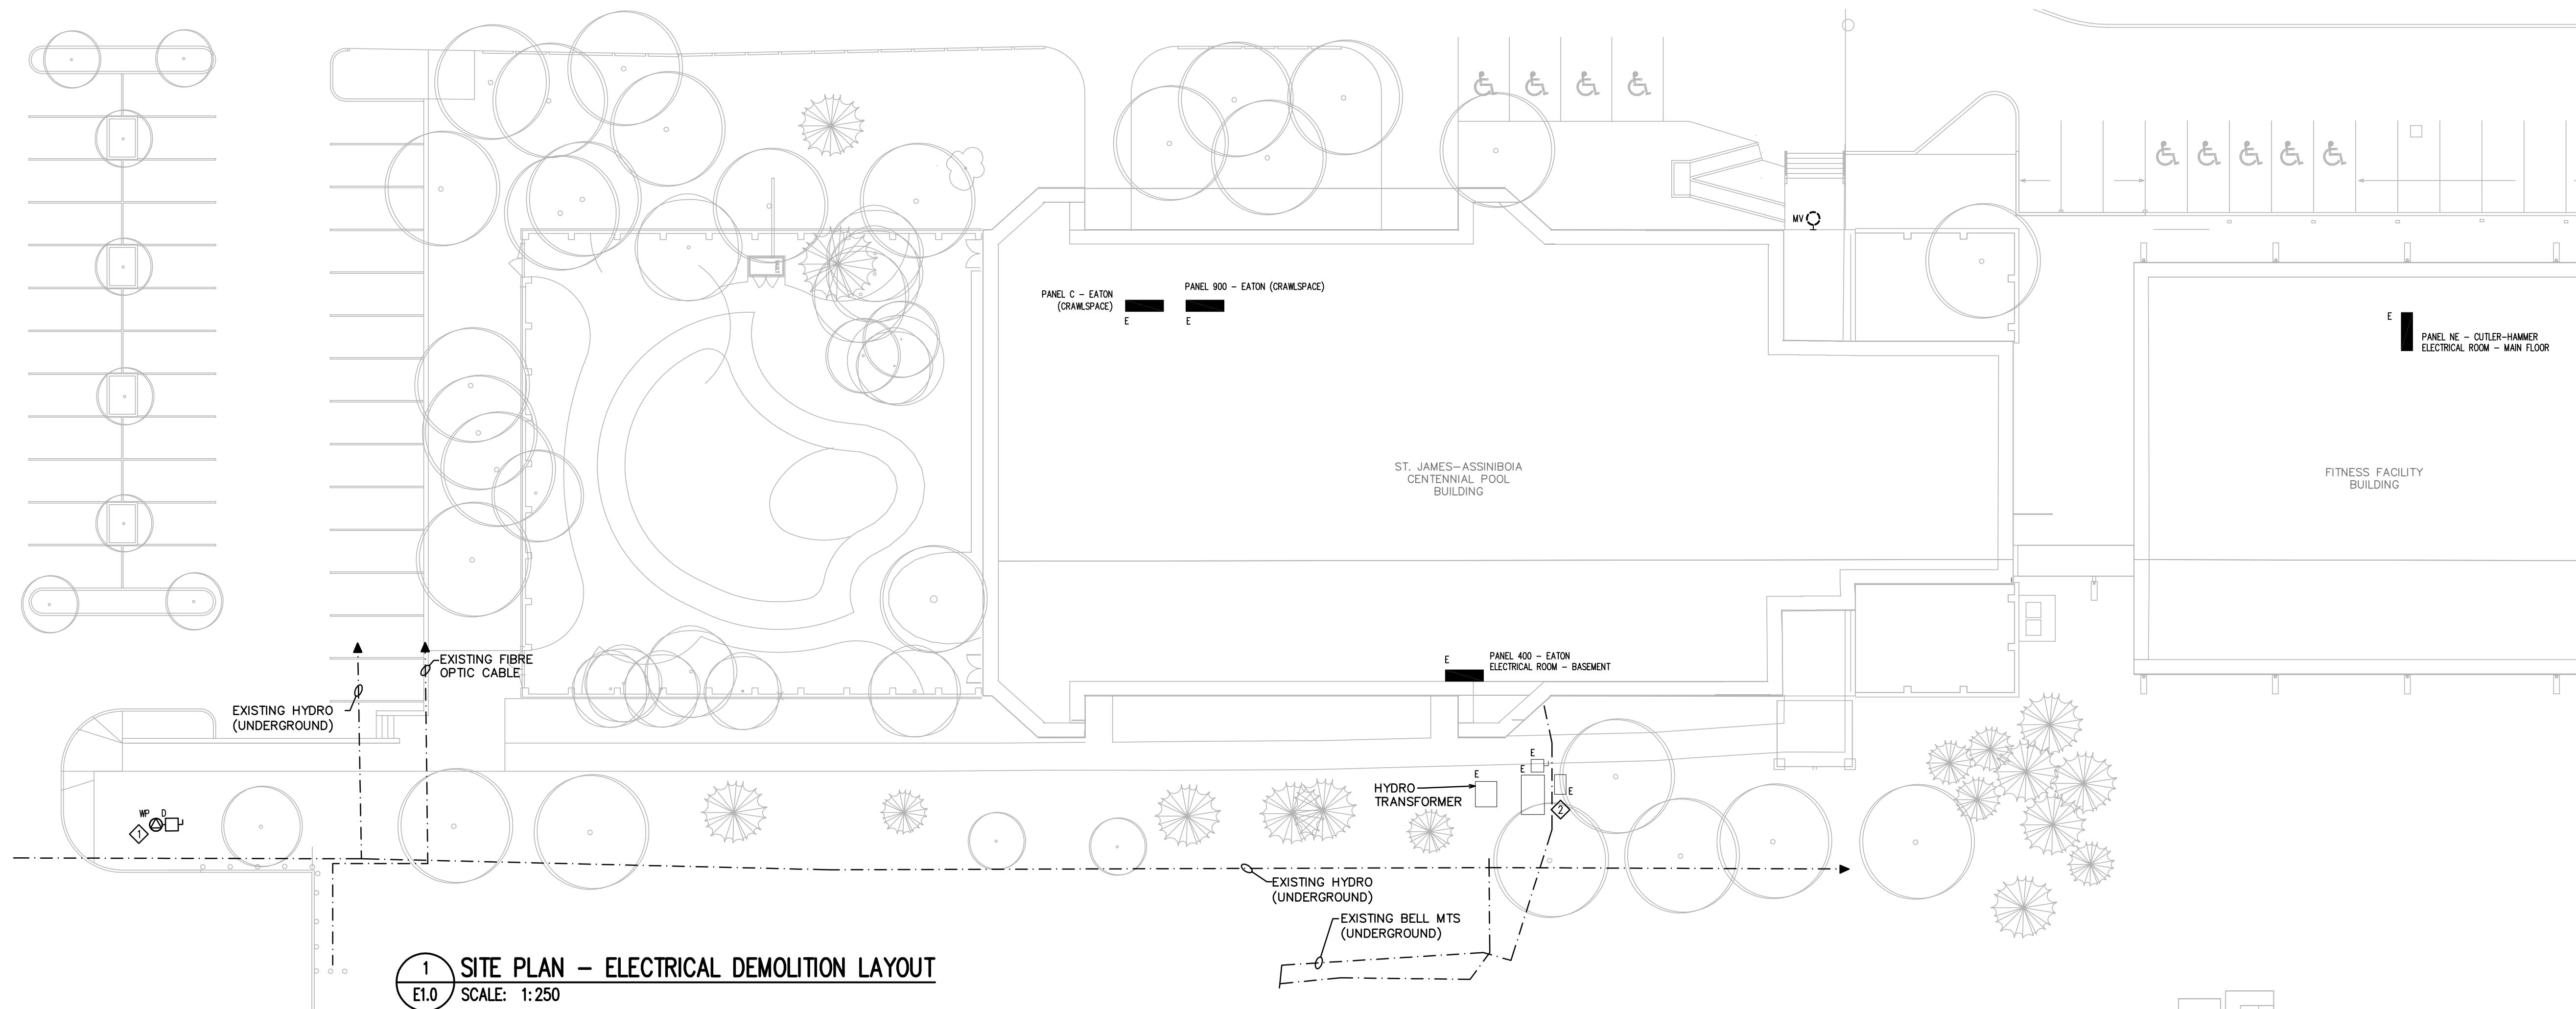 MV
PANEL C - EATON
(CRAWLSPACE)
E
PANEL 900 - EATON (CRAWLSPACE)
E
E
PANEL NE - CUTLER-HAMMER
ELECTRICAL ROOM - MAIN FLOOR
ST. JAMES-ASSINIBOIA
CENTENNIAL POOL
BUILDING
FITNESS FACILITY
BUILDING
E
PANEL 400 - EATON
ELECTRICAL ROOM - BASEMENT
EXISTING FIBRE
OPTIC CABLE
EXISTING HYDRO
(UNDERGROUND)
E
E
E
E
HYDRO
TRANSFORMER
2
WP
D
1
EXISTING HYDRO
(UNDERGROUND)
EXISTING BELL MTS
(UNDERGROUND)
1
E1.0
SITE PLAN - ELECTRICAL DEMOLITION LAYOUT
SCALE: 1:250